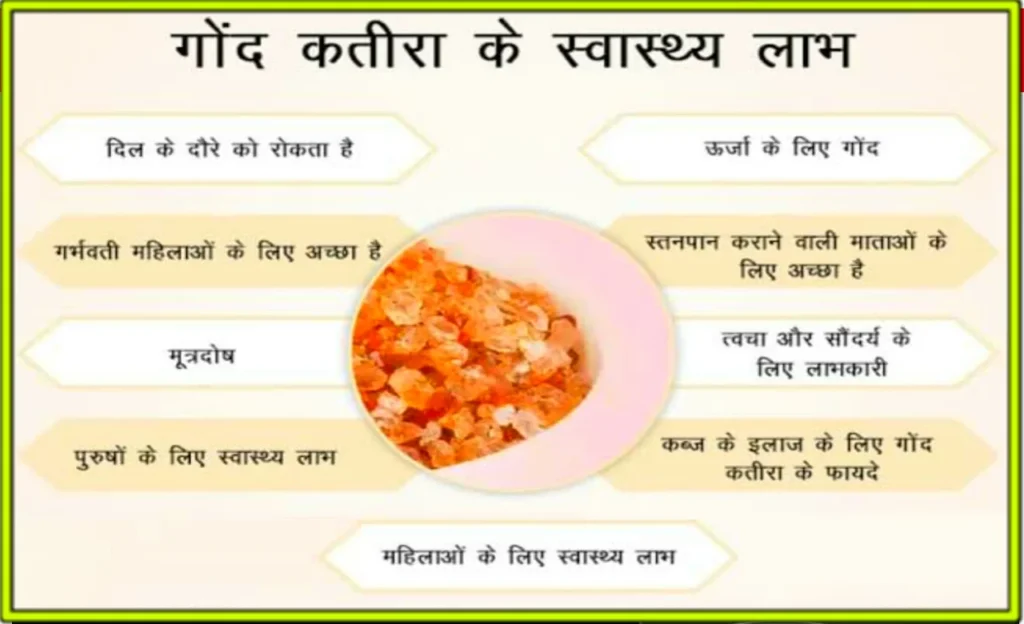 गोंद कतीरा के स्वास्थ्य लाभ
दिल के दौरे को रोकता है
ऊर्जा के लिए गोंद
गर्भवती महिलाओं के लिए अच्छा है
स्तनपान कराने वाली माताओं के
लिए अच्छा है
मूत्रदोष
त्वचा और सौंदर्य के
लिए लाभकारी
पुरुषों के लिए स्वास्थ्य लाभ
कब्ज के इलाज के लिए गोंद
कतीरा के फायदे
महिलाओं के लिए स्वास्थ्य लाभ